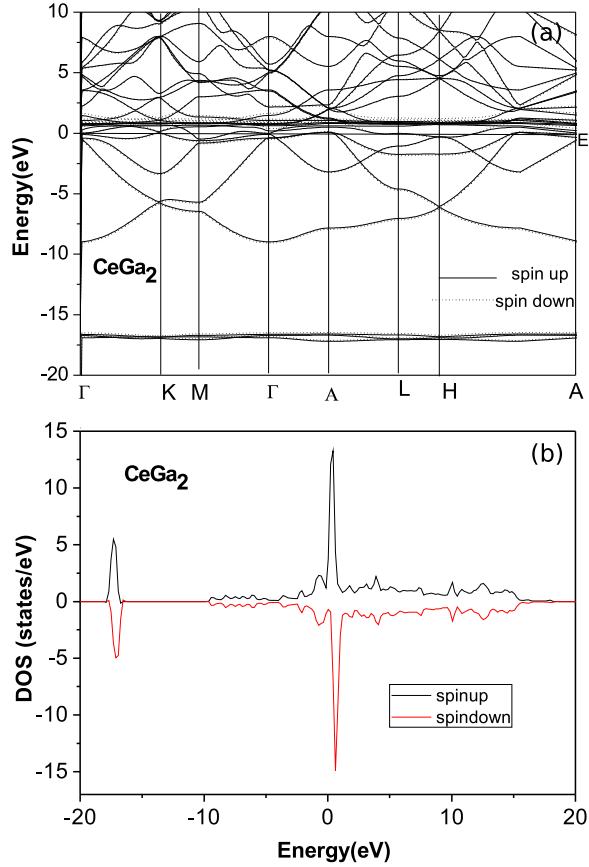 10
(a)
5
0
E
-5
-10
-15
-20
Energy(eV)
CeGa2
spin up
spin down
Γ K M Γ A L H A
15
CeGa2
(b)
10
5
0
-5
-10
-15
DOS (states/eV)
spinup
spindown
-20 -10 0 10 20
Energy(eV)